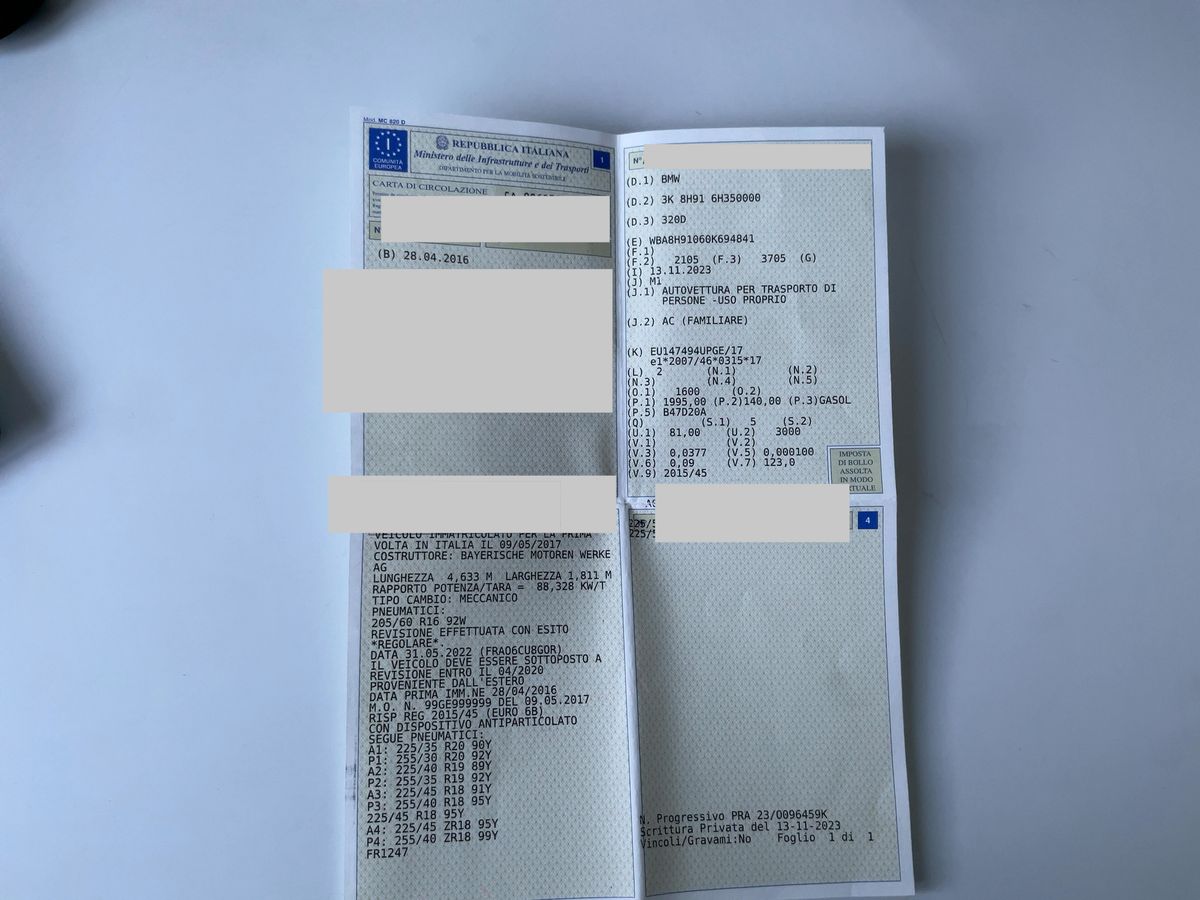 Mod. MC 820 D
I
COMUNITÀ
EUROPEA
REPUBBLICA ITALIANA
Ministero delle Infrastrutture e dei Trasporti
DIPARTIMENTO PER LA MOBILITÀ SOSTENIBILE
1
CARTA DI CIRCOLAZIONE
(B) 28.04.2016
N°
(D.1) BMW
(D.2) 3K 8H91 6H350000
(D.3) 320D
(E) WBA8H91060K694841
(F.1)
(F.2) 2105 (F.3) 3705 (G)
(I) 13.11.2023
(J) M1
(J.1) AUTOVETTURA PER TRASPORTO DI
PERSONE -USO PROPRIO
(J.2) AC (FAMILIARE)
(K) EU147494UPGE/17
e1*2007/46*0315*17
(L) 2 (N.1) (N.2)
(N.3) (N.4) (N.5)
(O.1) 1600 (O.2)
(P.1) 1995,00 (P.2)140,00 (P.3)GASOL
(P.5) B47D20A
(Q) (S.1) 5 (S.2)
(U.1) 81,00 (U.2) 3000
(V.1) (V.2)
(V.3) 0,0377 (V.5) 0,000100
(V.6) 0,09 (V.7) 123,0
(V.9) 2015/45
IMPOSTA
DI BOLLO
ASSOLTA
IN MODO
VEICOLO IMMATRICOLATO PER LA PRIMA
VOLTA IN ITALIA IL 09/05/2017
COSTRUTTORE: BAYERISCHE MOTOREN WERKE
AG
LUNGHEZZA 4,633 M LARGHEZZA 1,811 M
RAPPORTO POTENZA/TARA = 88,328 KW/T
TIPO CAMBIO: MECCANICO
PNEUMATICI:
205/60 R16 92W
REVISIONE EFFETTUATA CON ESITO
*REGOLARE*.
DATA 31.05.2022 (FRAO6CU8GOR)
IL VEICOLO DEVE ESSERE SOTTOPOSTO A
REVISIONE ENTRO IL 04/2020
PROVENIENTE DALL'ESTERO
DATA PRIMA IMM.NE 28/04/2016
M.O. N. 99GE999999 DEL 09.05.2017
RISP REG 2015/45 (EURO 6B)
CON DISPOSITIVO ANTIPARTICOLATO
SEGUE PNEUMATICI:
A1: 225/35 R20 90Y
P1: 255/30 R20 92Y
A2: 225/40 R19 89Y
P2: 255/35 R19 92Y
A3: 225/45 R18 91Y
P3: 255/40 R18 95Y
225/45 R18 95Y
A4: 225/45 ZR18 95Y
P4: 255/40 ZR18 99Y
FR1247
4
N. Progressivo PRA 23/0096459K
Scrittura Privata del 13-11-2023
Vincoli/Gravami:No Foglio 1 di 1